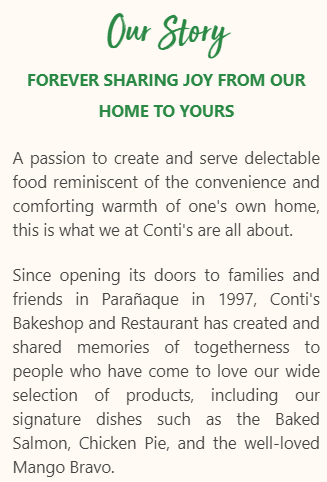 Our Story
FOREVER SHARING JOY FROM OUR
HOME TO YOURS
A passion to create and serve delectable
food reminiscent of the convenience and
comforting warmth of one's own home,
this is what we at Conti's are all about.
Since opening its doors to families and
friends in Parañaque in 1997, Conti's
Bakeshop and Restaurant has created and
shared memories of togetherness to
people who have come to love our wide
selection of products, including our
signature dishes such as the Baked
Salmon, Chicken Pie, and the well-loved
Mango Bravo.